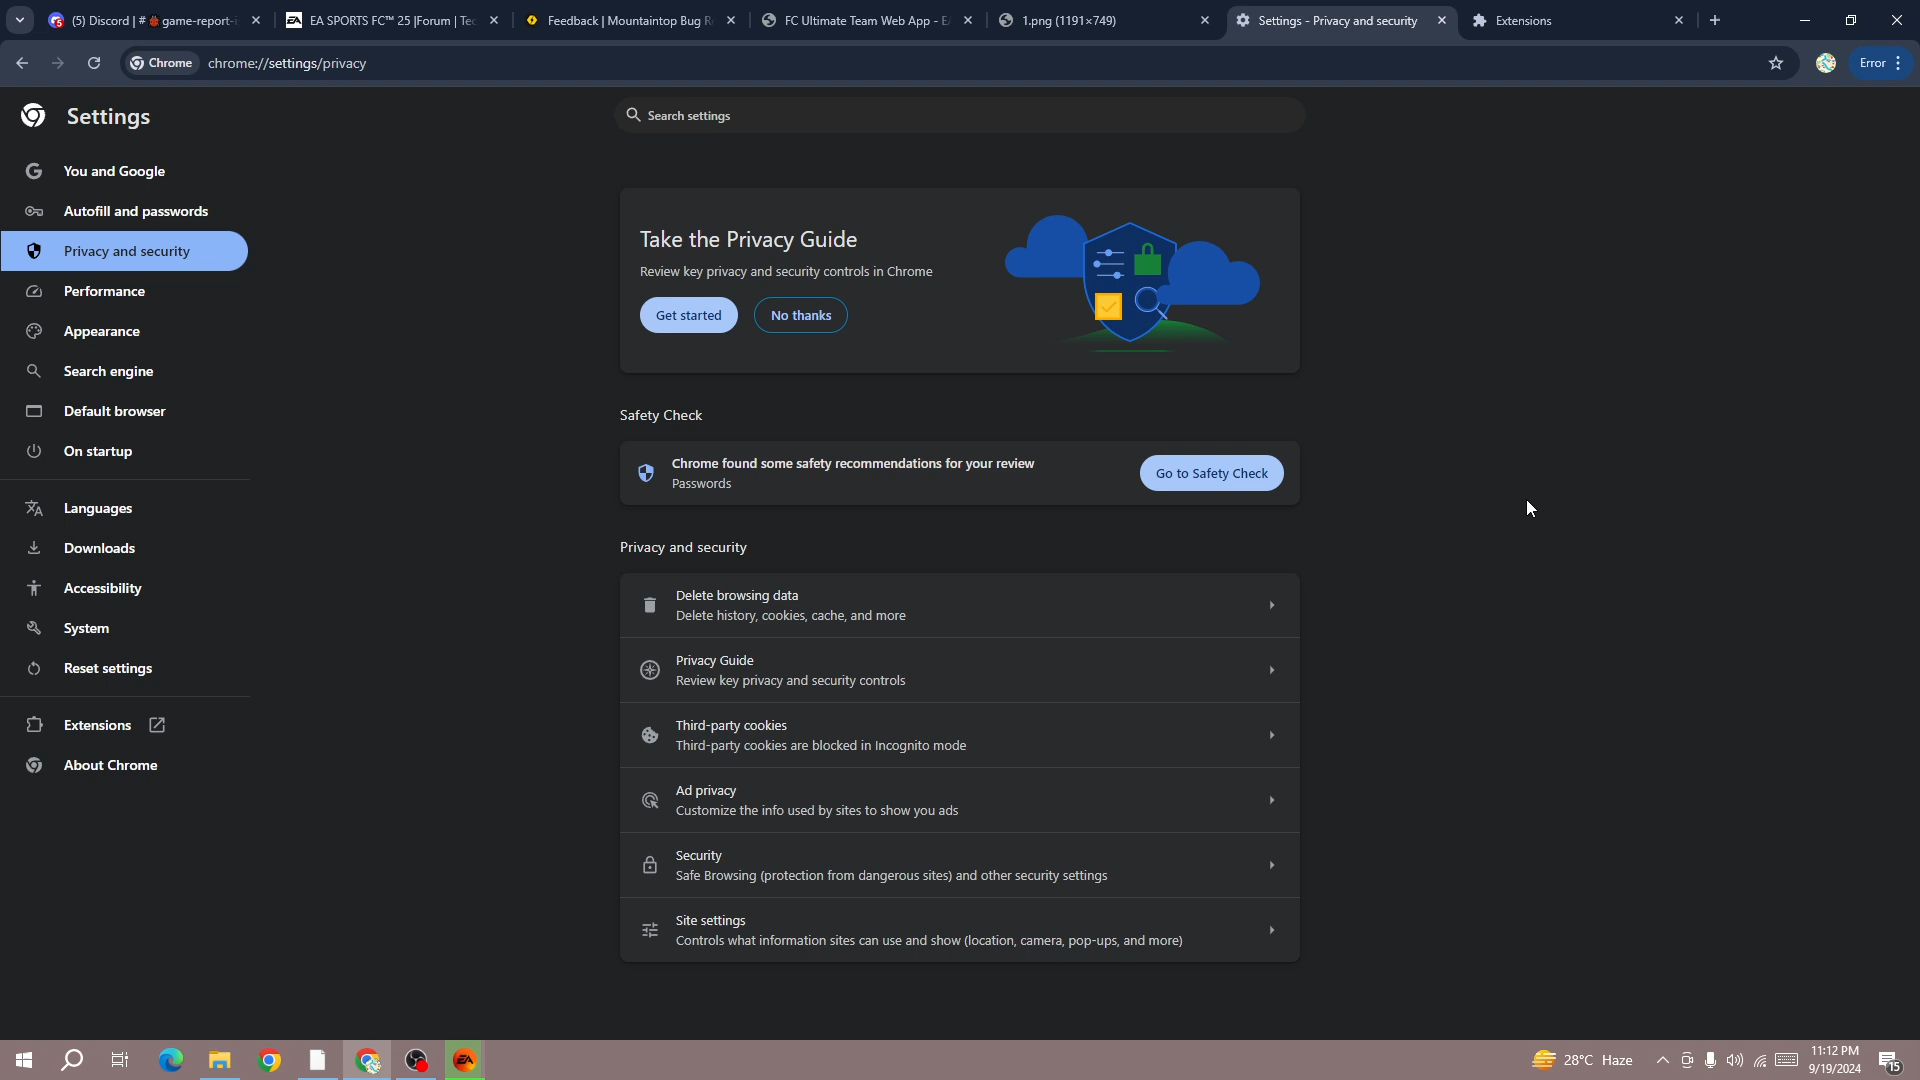 (5) Discord | # game-report-
EA SPORTS FC™ 25 |Forum | Tec
Feedback | Mountaintop Bug R
FC Ultimate Team Web App - E
1.png (1191×749)
Settings - Privacy and security
Extensions
Chrome
chrome://settings/privacy
Error
Settings
Search settings
You and Google
Autofill and passwords
Privacy and security
Performance
Appearance
Search engine
Default browser
On startup
Languages
Downloads
Accessibility
System
Reset settings
Extensions
About Chrome
Take the Privacy Guide
Review key privacy and security controls in Chrome
Get started
No thanks
Safety Check
Chrome found some safety recommendations for your review
Passwords
Go to Safety Check
Privacy and security
Delete browsing data
Delete history, cookies, cache, and more
Privacy Guide
Review key privacy and security controls
Third-party cookies
Third-party cookies are blocked in Incognito mode
Ad privacy
Customize the info used by sites to show you ads
Security
Safe Browsing (protection from dangerous sites) and other security settings
Site settings
Controls what information sites can use and show (location, camera, pop-ups, and more)
28°C Haze
11:12 PM
9/19/2024
15